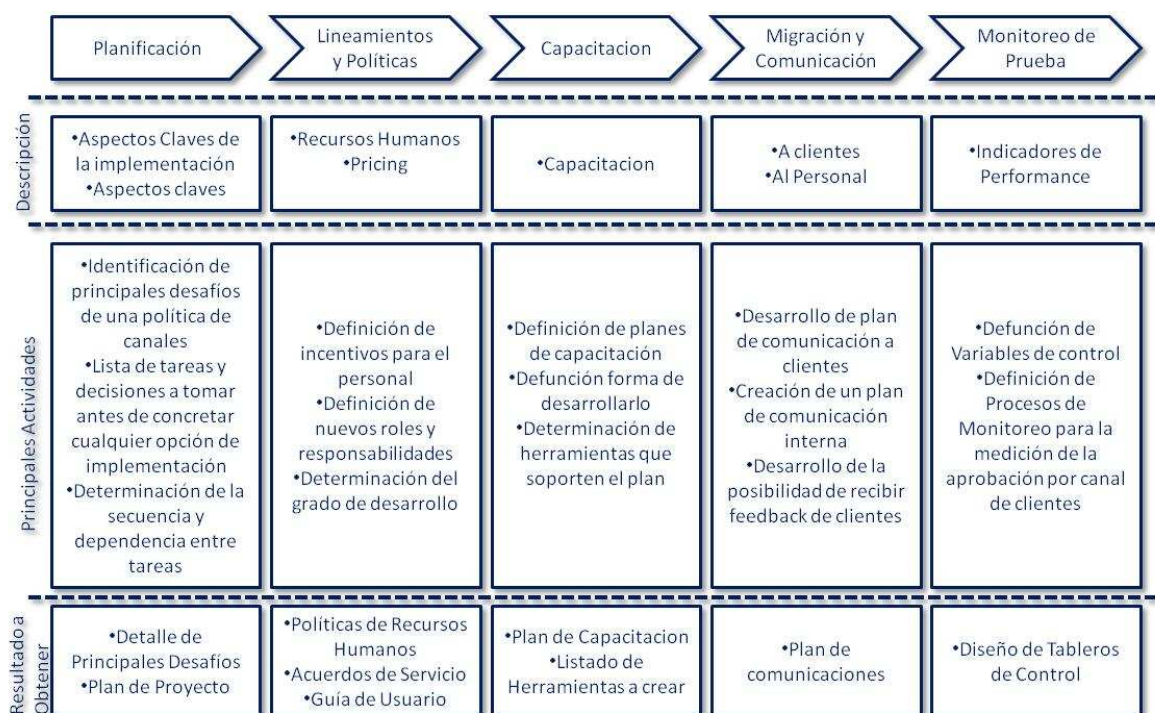 Planificación
Lineamientos
y Políticas
Capacitacion
Migración y
Comunicación
Monitoreo de
Prueba
Descripción
•Aspectos Claves de
la implementación
•Aspectos claves
•Recursos Humanos
•Pricing
•Capacitacion
•A clientes
•Al Personal
•Indicadores de
Performance
Principales Actividades
•Identificación de
principales desafíos
de una política de
canales
•Lista de tareas y
decisiones a tomar
antes de concretar
cualquier opción de
implementación
•Determinación de la
secuencia y
dependencia entre
tareas
•Definición de
incentivos para el
personal
•Definición de
nuevos roles y
responsabilidades
•Determinación del
grado de desarrollo
•Definición de planes
de capacitación
•Defunción forma de
desarrollarlo
•Determinación de
herramientas que
soporten el plan
•Desarrollo de plan
de comunicación a
clientes
•Creación de un plan
de comunicación
interna
•Desarrollo de la
posibilidad de recibir
feedback de clientes
•Defunción de
Variables de control
•Definición de
Procesos de
Monitoreo para la
medición de la
aprobación por canal
de clientes
Resultado a
Obtener
•Detalle de
Principales Desafíos
•Plan de Proyecto
•Políticas de Recursos
Humanos
•Acuerdos de Servicio
•Guía de Usuario
•Plan de Capacitacion
•Listado de
Herramientas a crear
•Plan de
comunicaciones
•Diseño de Tableros
de Control